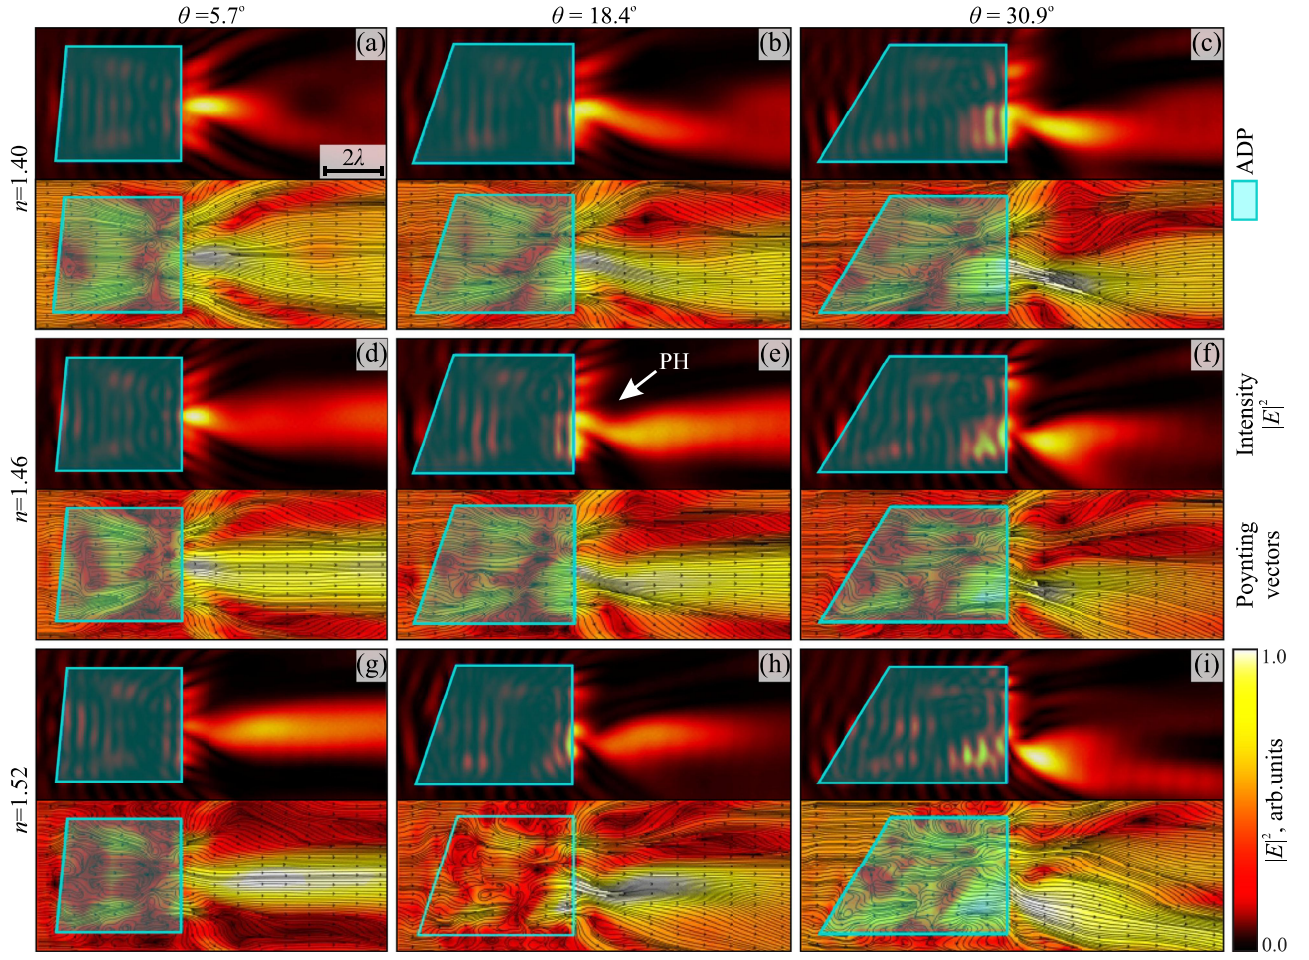 θ =5.7°
θ = 18.4°
θ = 30.9°
(a)
(b)
(c)
2λ
n=1.40
ADP
(d)
(e)
(f)
PH
n=1.46
Intensity
|E|²
Poynting
vectors
(g)
(h)
(i)
n=1.52
1.0
|E|², arb.units
0.0